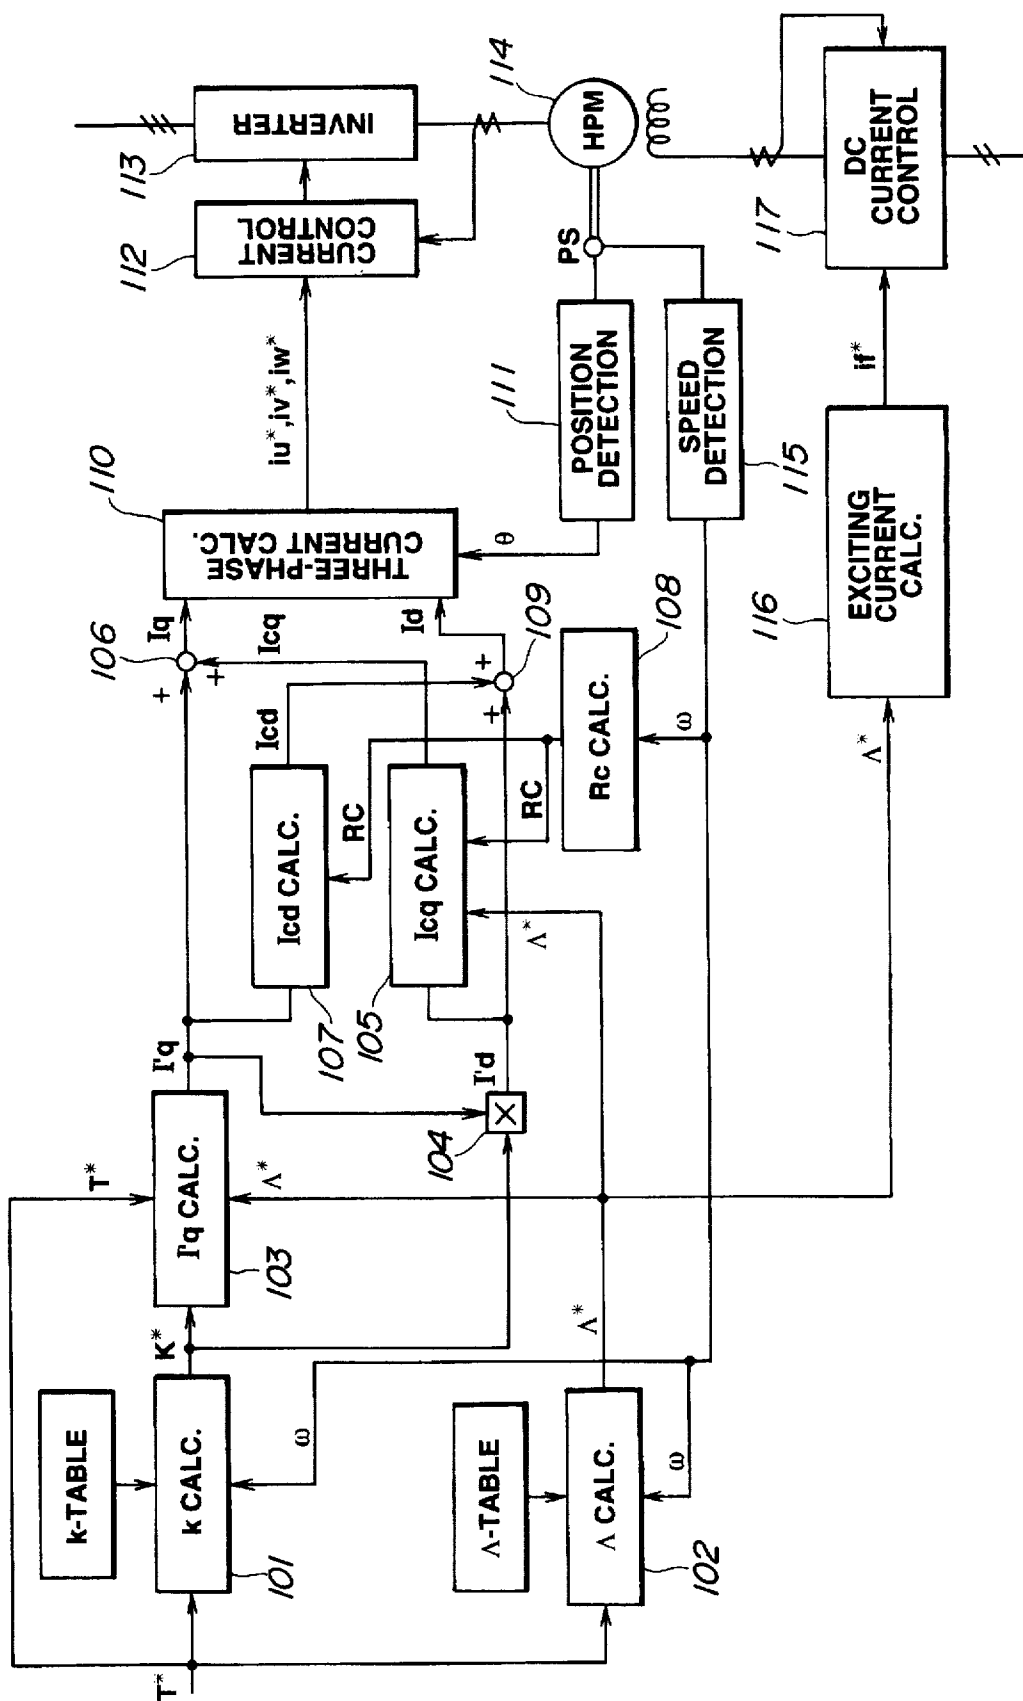 T*
T*
k-TABLE
k CALC.
101
K*
ω
I'q CALC.
103
Λ*
I'q
104
I'd
Λ-TABLE
Λ CALC.
102
ω
Λ*
Icd CALC.
107
Icd
RC
Icq CALC.
105
Λ*
RC
Icq
+
+
106
Iq
+
+
109
Id
Rc CALC.
108
ω
THREE-PHASE
CURRENT CALC.
110
θ
iu*,iv*,iw*
POSITION
DETECTION
111
SPEED
DETECTION
115
PS
CURRENT
CONTROL
112
INVERTER
113
HPM
114
Λ*
EXCITING
CURRENT
CALC.
116
if*
DC
CURRENT
CONTROL
117